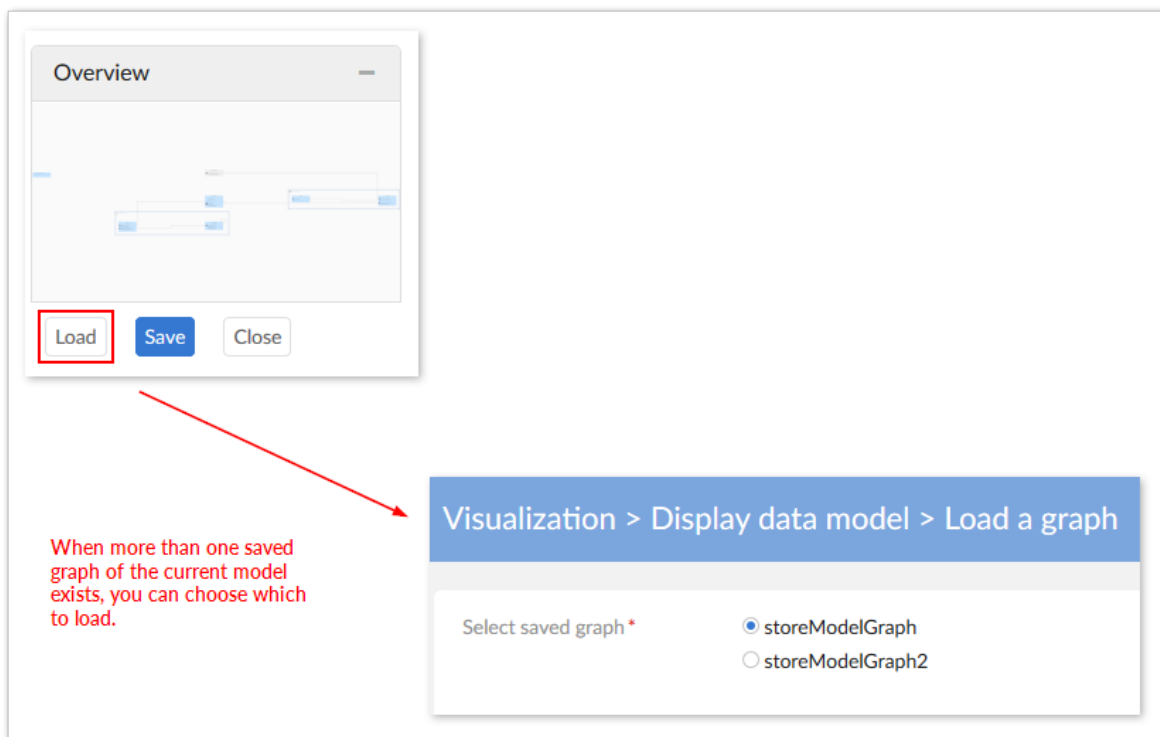 Overview
Load
Save
Close
When more than one saved
graph of the current model
exists, you can choose which
to load.
Visualization > Display data model > Load a graph
Select saved graph *
storeModelGraph
storeModelGraph2